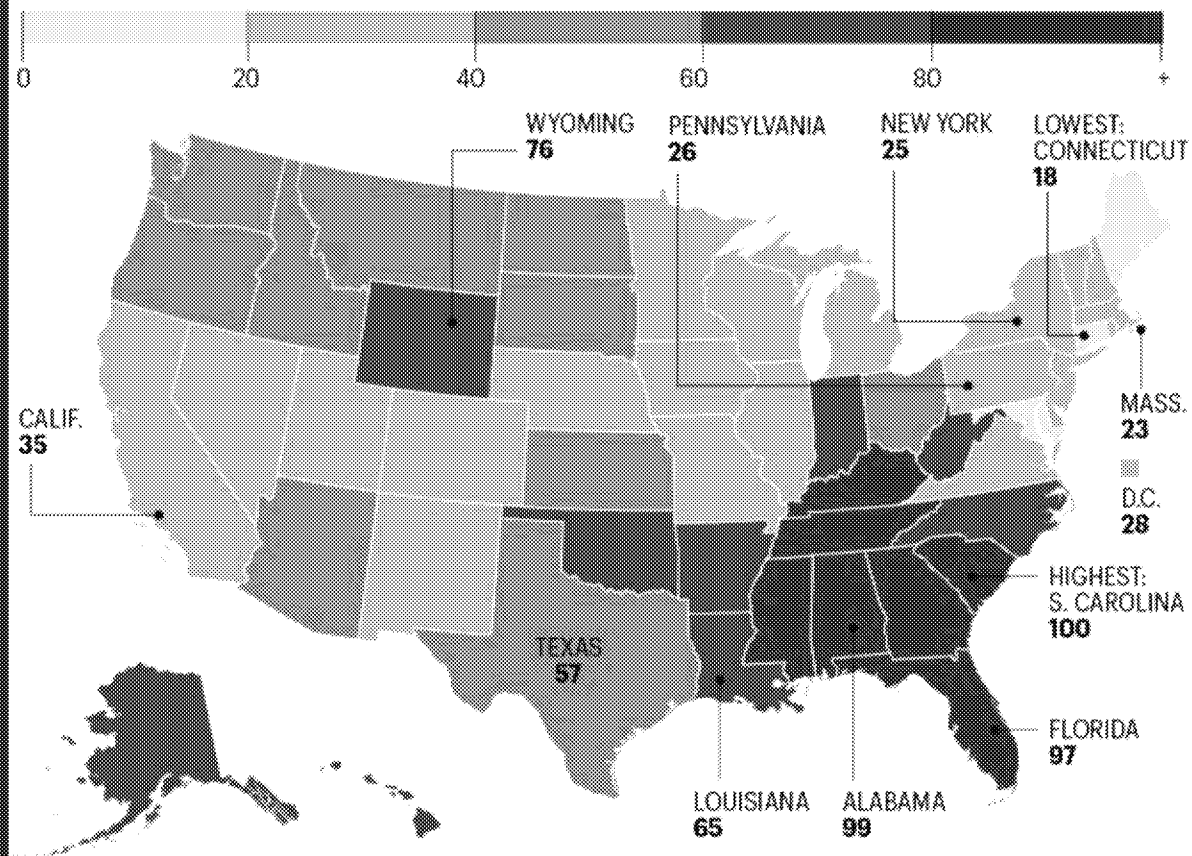 0 20 40 60 80 +
WYOMING
76
PENNSYLVANIA
26
NEW YORK
25
LOWEST:
CONNECTICUT
18
CALIF.
35
MASS.
23
D.C.
28
HIGHEST:
S. CAROLINA
100
TEXAS
57
FLORIDA
97
LOUISIANA
65
ALABAMA
99